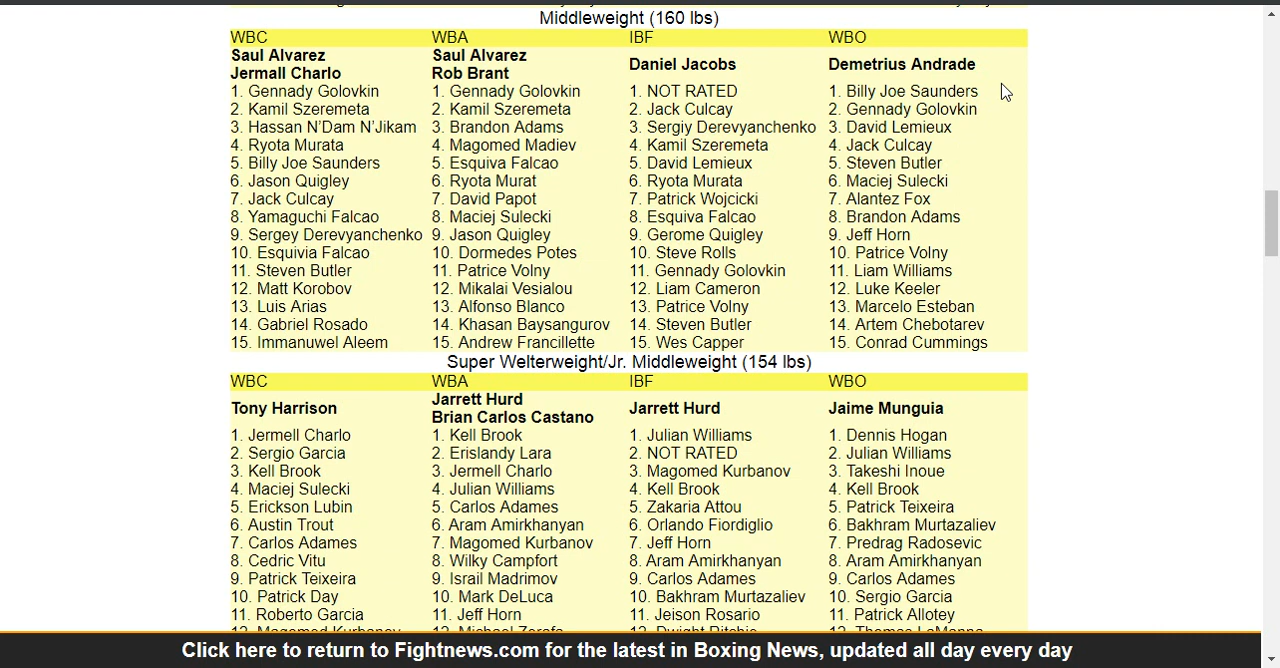 Middleweight (160 lbs)
WBC WBA IBF WBO
Saul Alvarez Saul Alvarez
Daniel Jacobs Demetrius Andrade
Jermall Charlo Rob Brant
1. Gennady Golovkin 1. Gennady Golovkin 1. NOT RATED 1. Billy Joe Saunders
2. Kamil Szeremeta 2. Kamil Szeremeta 2. Jack Culcay 2. Gennady Golovkin
3. Hassan N’Dam N’Jikam 3. Brandon Adams 3. Sergiy Derevyanchenko 3. David Lemieux
4. Ryota Murata 4. Magomed Madiev 4. Kamil Szeremeta 4. Jack Culcay
5. Billy Joe Saunders 5. Esquiva Falcao 5. David Lemieux 5. Steven Butler
6. Jason Quigley 6. Ryota Murat 6. Ryota Murata 6. Maciej Sulecki
7. Jack Culcay 7. David Papot 7. Patrick Wojcicki 7. Alantez Fox
8. Yamaguchi Falcao 8. Maciej Sulecki 8. Esquiva Falcao 8. Brandon Adams
9. Sergey Derevyanchenko 9. Jason Quigley 9. Gerome Quigley 9. Jeff Horn
10. Esquivia Falcao 10. Dormedes Potes 10. Steve Rolls 10. Patrice Volny
11. Steven Butler 11. Patrice Volny 11. Gennady Golovkin 11. Liam Williams
12. Matt Korobov 12. Mikalai Vesialou 12. Liam Cameron 12. Luke Keeler
13. Luis Arias 13. Alfonso Blanco 13. Patrice Volny 13. Marcelo Esteban
14. Gabriel Rosado 14. Khasan Baysangurov 14. Steven Butler 14. Artem Chebotarev
15. Immanuwel Aleem 15. Andrew Francillette 15. Wes Capper 15. Conrad Cummings
Super Welterweight/Jr. Middleweight (154 lbs)
WBC WBA IBF WBO
Jarrett Hurd
Tony Harrison Jarrett Hurd Jaime Munguia
Brian Carlos Castano
1. Jermell Charlo 1. Kell Brook 1. Julian Williams 1. Dennis Hogan
2. Sergio Garcia 2. Erislandy Lara 2. NOT RATED 2. Julian Williams
3. Kell Brook 3. Jermell Charlo 3. Magomed Kurbanov 3. Takeshi Inoue
4. Maciej Sulecki 4. Julian Williams 4. Kell Brook 4. Kell Brook
5. Erickson Lubin 5. Carlos Adames 5. Zakaria Attou 5. Patrick Teixeira
6. Austin Trout 6. Aram Amirkhanyan 6. Orlando Fiordiglio 6. Bakhram Murtazaliev
7. Carlos Adames 7. Magomed Kurbanov 7. Jeff Horn 7. Predrag Radosevic
8. Cedric Vitu 8. Wilky Campfort 8. Aram Amirkhanyan 8. Aram Amirkhanyan
9. Patrick Teixeira 9. Israil Madrimov 9. Carlos Adames 9. Carlos Adames
10. Patrick Day 10. Mark DeLuca 10. Bakhram Murtazaliev 10. Sergio Garcia
11. Roberto Garcia 11. Jeff Horn 11. Jeison Rosario 11. Patrick Allotey
Click here to return to Fightnews.com for the latest in Boxing News, updated all day every day